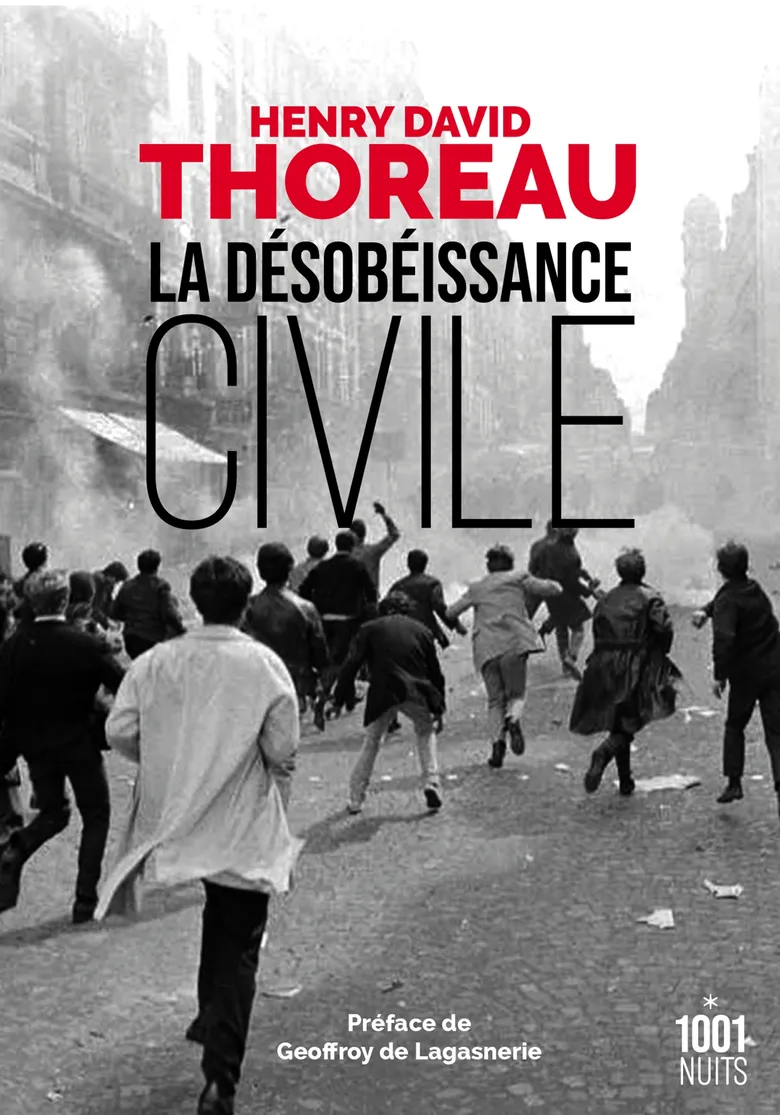 HENRY DAVID
THOREAU
LA DÉSOBÉISSANCE
CIVILE
Préface de
Geoffroy de Lagasnerie
1001
NUITS